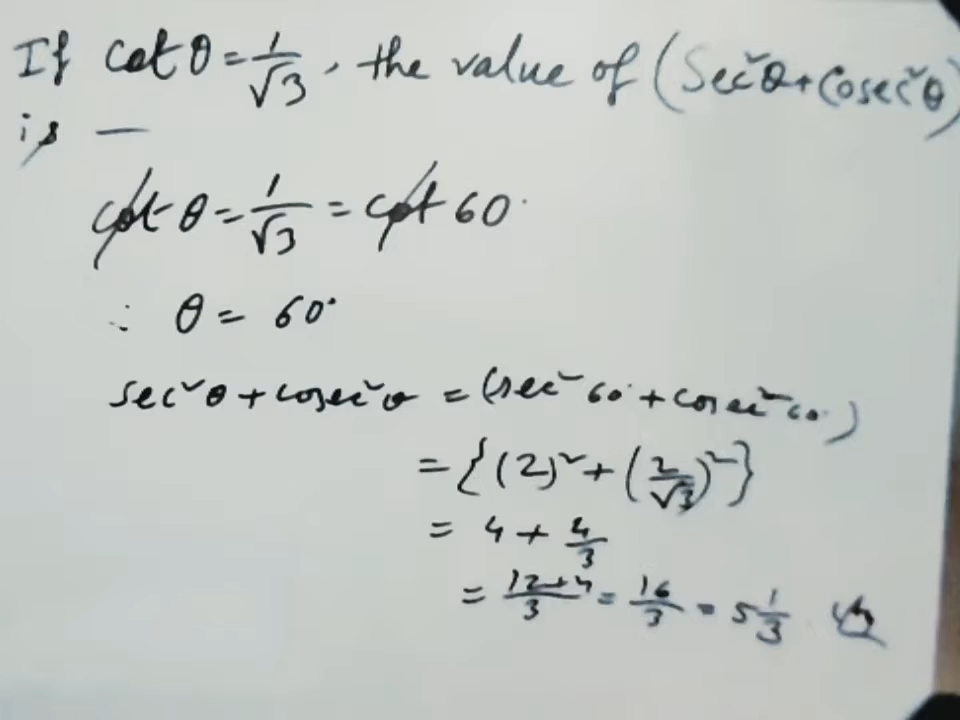 If cot θ = 1/√3, the value of (Sec²θ + Cosec²θ)
is —
cot θ = 1/√3 = cot 60°
∴ θ = 60°
sec²θ + cosec²θ = (sec² 60° + cosec² 60°)
= {(2)² + (2/√3)²}
= 4 + 4/3
= 12+4/3 = 16/3 = 5 1/3